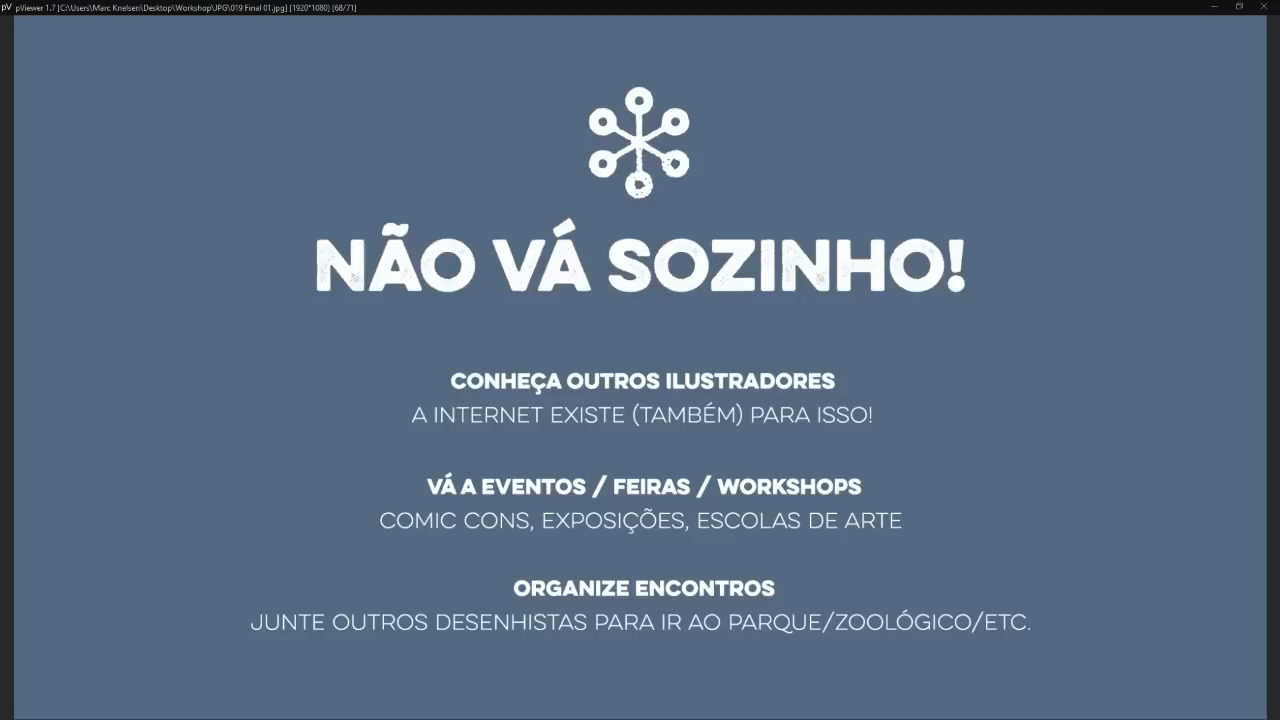 pV pViewer 1.7 [C:\Users\Marc Knelsen\Desktop\Workshop\JPG\019 Final 01.jpg] [1920*1080] [68/71]
NÃO VÁ SOZINHO!
CONHEÇA OUTROS ILUSTRADORES
A INTERNET EXISTE (TAMBÉM) PARA ISSO!
VÁ A EVENTOS / FEIRAS / WORKSHOPS
COMIC CONS, EXPOSIÇÕES, ESCOLAS DE ARTE
ORGANIZE ENCONTROS
JUNTE OUTROS DESENHISTAS PARA IR AO PARQUE/ZOOLÓGICO/ETC.